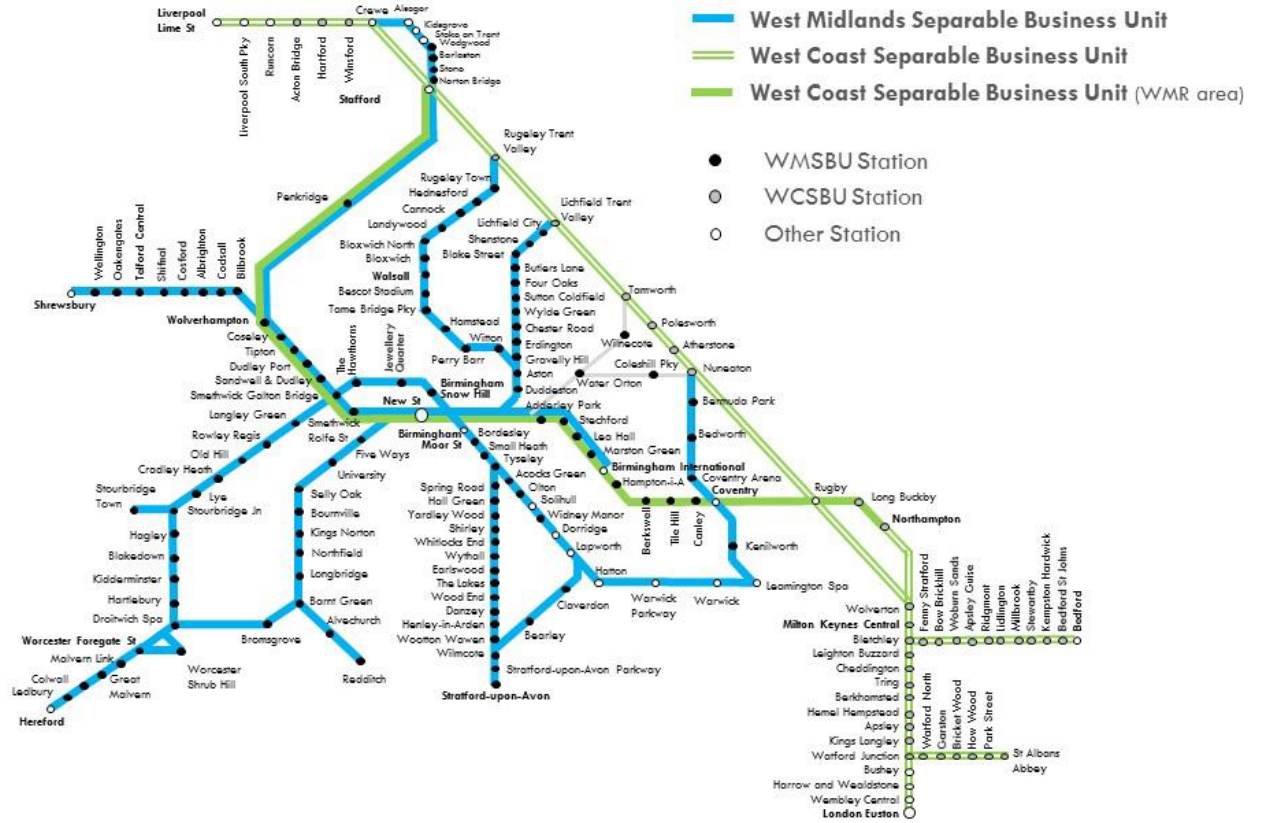 Liverpool
Lime St
Crewe
Alsager
Kidsgrove
Stoke on Trent
Wedgwood
Barlaston
Stone
Norton Bridge
Liverpool South Pky
Runcorn
Acton Bridge
Hartford
Winsford
Stafford
West Midlands Separable Business Unit
West Coast Separable Business Unit
West Coast Separable Business Unit (WMR area)
WMSBU Station
WCSBU Station
Other Station
Rugeley Trent
Valley
Rugeley Town
Hednesford
Cannock
Landywood
Bloxwich North
Bloxwich
Walsall
Bescot Stadium
Tame Bridge Pky
Hamstead
Witton
Perry Barr
Penkridge
Lichfield Trent
Valley
Lichfield City
Shenstone
Blake Street
Butlers Lane
Four Oaks
Sutton Coldfield
Wylde Green
Chester Road
Erdington
Gravelly Hill
Aston
Duddeston
Wellington
Oakengates
Telford Central
Shifnal
Cosford
Albrighton
Codsall
Bilbrook
Shrewsbury
Wolverhampton
Coseley
Tipton
Dudley Port
Sandwell & Dudley
Smethwick Galton Bridge
Langley Green
Rowley Regis
Old Hill
Cradley Heath
Lye
Stourbridge
Town
Stourbridge Jn
The
Hawthorns
Jewellery
Quarter
Birmingham
Snow Hill
New St
Smethwick
Rolfe St
Birmingham
Moor St
Five Ways
University
Selly Oak
Bournville
Kings Norton
Northfield
Longbridge
Barnt Green
Alvechurch
Redditch
Bromsgrove
Hagley
Blakedown
Kidderminster
Hartlebury
Droitwich Spa
Worcester Foregate St
Malvern Link
Colwall
Ledbury
Hereford
Great
Malvern
Worcester
Shrub Hill
Tamworth
Polesworth
Atherstone
Wilnecote
Coleshill Pky
Water Orton
Nuneaton
Bermuda Park
Bedworth
Coventry Arena
Coventry
Adderley Park
Stechford
Lea Hall
Marston Green
Birmingham International
Hampton-i-A
Berkswell
Tile Hill
Canley
Bordesley
Small Heath
Tyseley
Acocks Green
Olton
Solihull
Widney Manor
Dorridge
Lapworth
Hatton
Warwick
Parkway
Warwick
Leamington Spa
Kenilworth
Spring Road
Hall Green
Yardley Wood
Shirley
Whitlocks End
Wythall
Earlswood
The Lakes
Wood End
Danzey
Henley-in-Arden
Wootton Wawen
Wilmcote
Claverdon
Bearley
Stratford-upon-Avon Parkway
Stratford-upon-Avon
Rugby
Long Buckby
Northampton
Wolverton
Milton Keynes Central
Bletchley
Leighton Buzzard
Cheddington
Tring
Berkhamsted
Hemel Hempstead
Apsley
Kings Langley
Watford Junction
Bushey
Harrow and Wealdstone
Wembley Central
London Euston
Fenny Stratford
Bow Brickhill
Woburn Sands
Apsley Guise
Ridgmont
Lidlington
Millbrook
Stewartby
Kempston Hardwick
Bedford St Johns
Bedford
Watford North
Garston
Bricket Wood
How Wood
Park Street
St Albans
Abbey